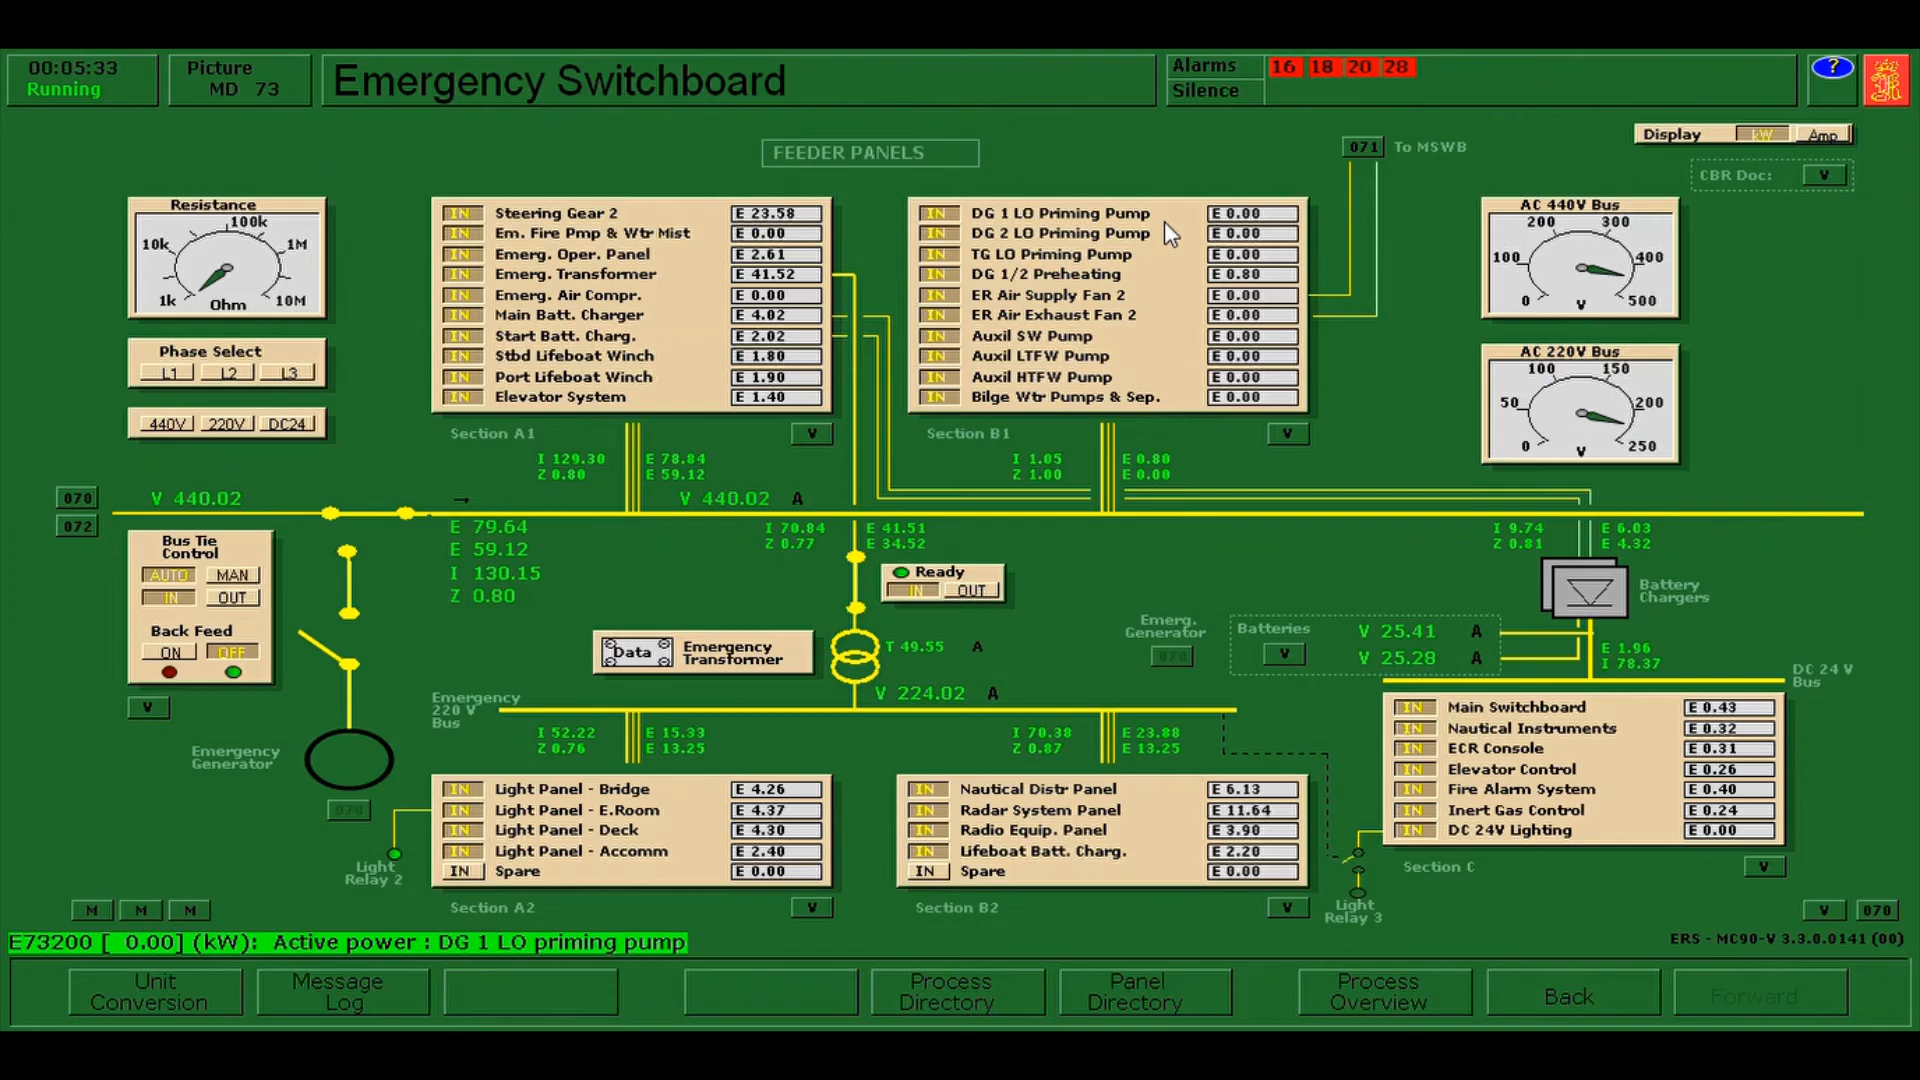 00:05:33
Running
Picture
MD 73
Emergency Switchboard
Alarms 16 18 20 28
Silence
?
Display kW Amp
CBR Doc: V
FEEDER PANELS
071 To MSWB
Resistance
1k 10k 100k 1M 10M
Ohm
Phase Select
L1 L2 L3
440V 220V DC24
IN Steering Gear 2 E 23.58
IN Em. Fire Pmp & Wtr Mist E 0.00
IN Emerg. Oper. Panel E 2.61
IN Emerg. Transformer E 41.52
IN Emerg. Air Compr. E 0.00
IN Main Batt. Charger E 4.02
IN Start Batt. Charg. E 2.02
IN Stbd Lifeboat Winch E 1.80
IN Port Lifeboat Winch E 1.90
IN Elevator System E 1.40
Section A1 V
IN DG 1 LO Priming Pump E 0.00
IN DG 2 LO Priming Pump E 0.00
IN TG LO Priming Pump E 0.00
IN DG 1/2 Preheating E 0.80
IN ER Air Supply Fan 2 E 0.00
IN ER Air Exhaust Fan 2 E 0.00
IN Auxil SW Pump E 0.00
IN Auxil LTFW Pump E 0.00
IN Auxil HTFW Pump E 0.00
IN Bilge Wtr Pumps & Sep. E 0.00
Section B1 V
AC 440V Bus
0 100 200 300 400 500
V
AC 220V Bus
0 50 100 150 200 250
V
I 129.30 E 78.84
Z 0.80 E 59.12
I 1.05 E 0.80
Z 1.00 E 0.00
070
072
V 440.02
→
V 440.02 A
E 79.64
E 59.12
I 130.15
Z 0.80
I 70.84 E 41.51
Z 0.77 E 34.52
I 9.74 E 6.03
Z 0.81 E 4.32
Bus Tie
Control
AUTO MAN
IN OUT
Back Feed
ON OFF
V
Ready
IN OUT
Data
Emergency
Transformer
T 49.55 A
V 224.02 A
Emerg.
Generator
078
Batteries
V
V 25.41 A
V 25.28 A
Battery
Chargers
E 1.96
I 78.37
DC 24 V
Bus
Emergency
220 V
Bus
Emergency
Generator
078
I 52.22 E 15.33
Z 0.76 E 13.25
I 70.38 E 23.88
Z 0.87 E 13.25
IN Light Panel - Bridge E 4.26
IN Light Panel - E.Room E 4.37
IN Light Panel - Deck E 4.30
IN Light Panel - Accomm E 2.40
IN Spare E 0.00
Light
Relay 2
Section A2 V
IN Nautical Distr Panel E 6.13
IN Radar System Panel E 11.64
IN Radio Equip. Panel E 3.90
IN Lifeboat Batt. Charg. E 2.20
IN Spare E 0.00
Section B2 V
Light
Relay 3
IN Main Switchboard E 0.43
IN Nautical Instruments E 0.32
IN ECR Console E 0.31
IN Elevator Control E 0.26
IN Fire Alarm System E 0.40
IN Inert Gas Control E 0.24
IN DC 24V Lighting E 0.00
Section C V
M M M
V 070
E73200 [ 0.00] (kW): Active power : DG 1 LO priming pump
ERS - MC90-V 3.3.0.0141 (00)
Unit
Conversion
Message
Log
Process
Directory
Panel
Directory
Process
Overview
Back
Forward